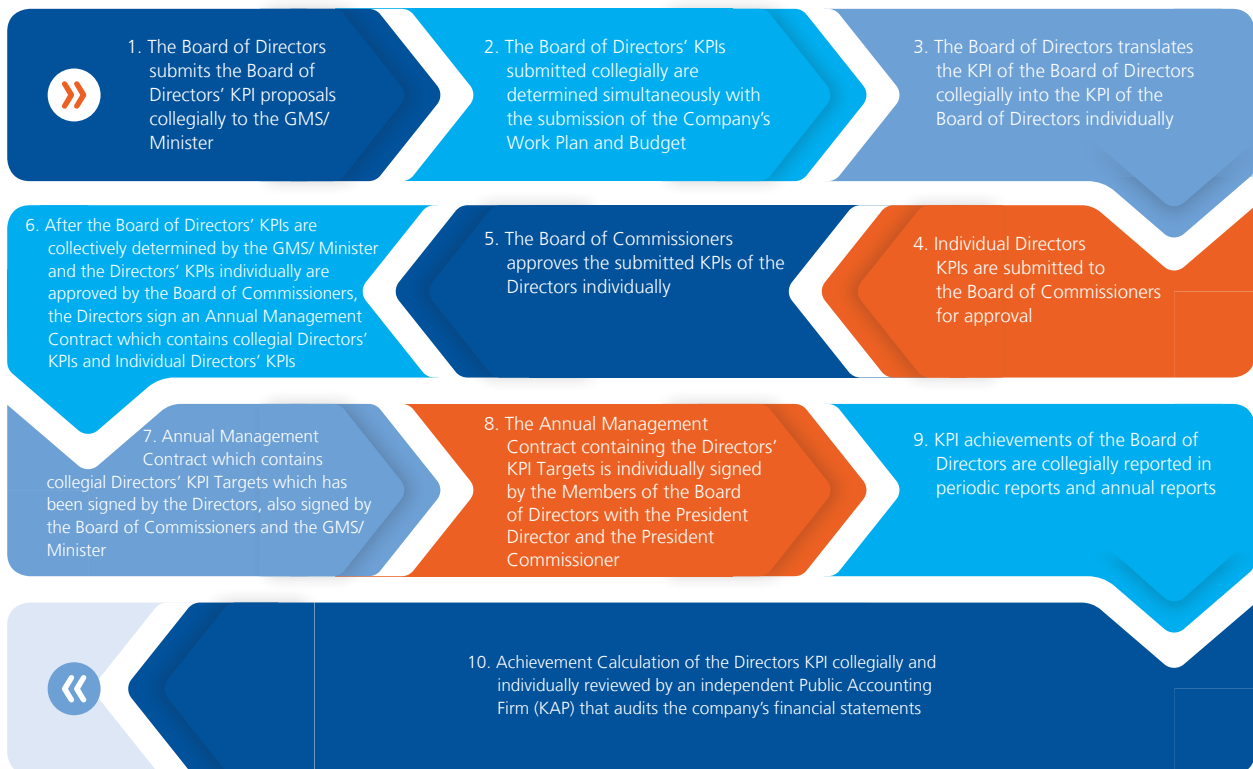 1. The Board of Directors
submits the Board of
Directors’ KPI proposals
collegially to the GMS/
Minister
2. The Board of Directors’ KPIs
submitted collegially are
determined simultaneously with
the submission of the Company’s
Work Plan and Budget
3. The Board of Directors translates
the KPI of the Board of Directors
collegially into the KPI of the
Board of Directors individually
4. Individual Directors
KPIs are submitted to
the Board of Commissioners
for approval
5. The Board of Commissioners
approves the submitted KPIs of the
Directors individually
6. After the Board of Directors’ KPIs are
collectively determined by the GMS/ Minister
and the Directors’ KPIs individually are
approved by the Board of Commissioners,
the Directors sign an Annual Management
Contract which contains collegial Directors’
KPIs and Individual Directors’ KPIs
7. Annual Management
Contract which contains
collegial Directors’ KPI Targets which has
been signed by the Directors, also signed by
the Board of Commissioners and the GMS/
Minister
8. The Annual Management
Contract containing the Directors’
KPI Targets is individually signed
by the Members of the Board
of Directors with the President
Director and the President
Commissioner
9. KPI achievements of the Board of
Directors are collegially reported in
periodic reports and annual reports
10. Achievement Calculation of the Directors KPI collegially and
individually reviewed by an independent Public Accounting
Firm (KAP) that audits the company’s financial statements